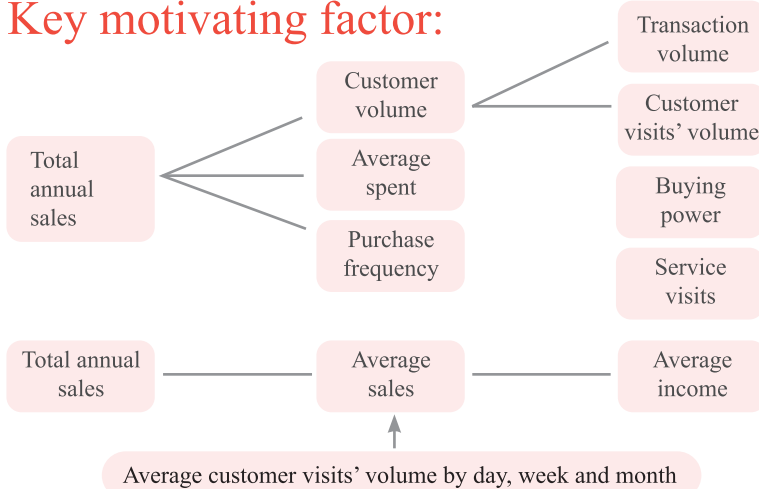 Key motivating factor:
Transaction
volume
Customer
volume
Customer
visits’ volume
Total
annual
sales
Average
spent
Buying
power
Purchase
frequency
Service
visits
Total annual
sales
Average
sales
Average
income
Average customer visits’ volume by day, week and month